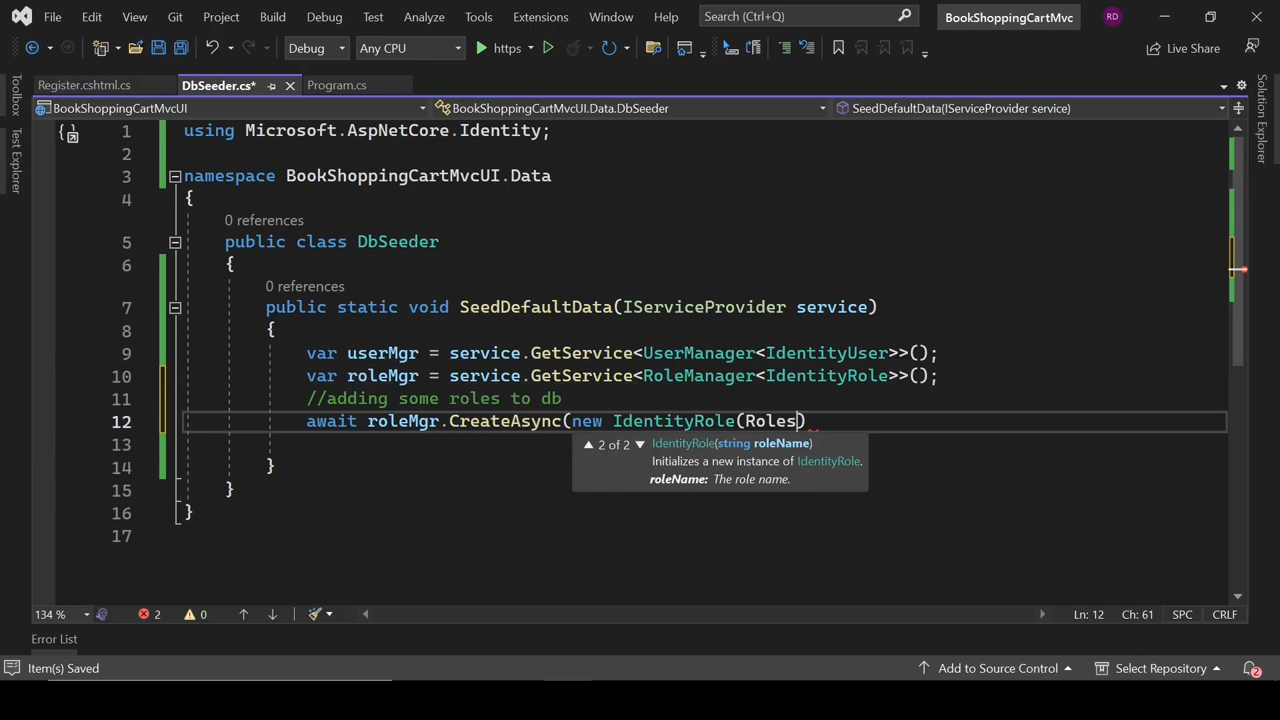 File Edit View Git Project Build Debug Test Analyze Tools Extensions Window Help Search (Ctrl+Q) BookShoppingCartMvc RD
Debug Any CPU https Live Share
Register.cshtml.cs DbSeeder.cs* Program.cs
BookShoppingCartMvcUI BookShoppingCartMvcUI.Data.DbSeeder SeedDefaultData(IServiceProvider service)
Toolbox
Test Explorer
Solution Explorer
1 using Microsoft.AspNetCore.Identity;
2
3 namespace BookShoppingCartMvcUI.Data
4 {
0 references
5 public class DbSeeder
6 {
0 references
7 public static void SeedDefaultData(IServiceProvider service)
8 {
9 var userMgr = service.GetService<UserManager<IdentityUser>>();
10 var roleMgr = service.GetService<RoleManager<IdentityRole>>();
11 //adding some roles to db
12 await roleMgr.CreateAsync(new IdentityRole(Roles)
13 2 of 2 IdentityRole(string roleName)
Initializes a new instance of IdentityRole.
14 }
roleName: The role name.
15 }
16 }
17
134 % 2 0 Ln: 12 Ch: 61 SPC CRLF
Error List
Item(s) Saved Add to Source Control Select Repository 2